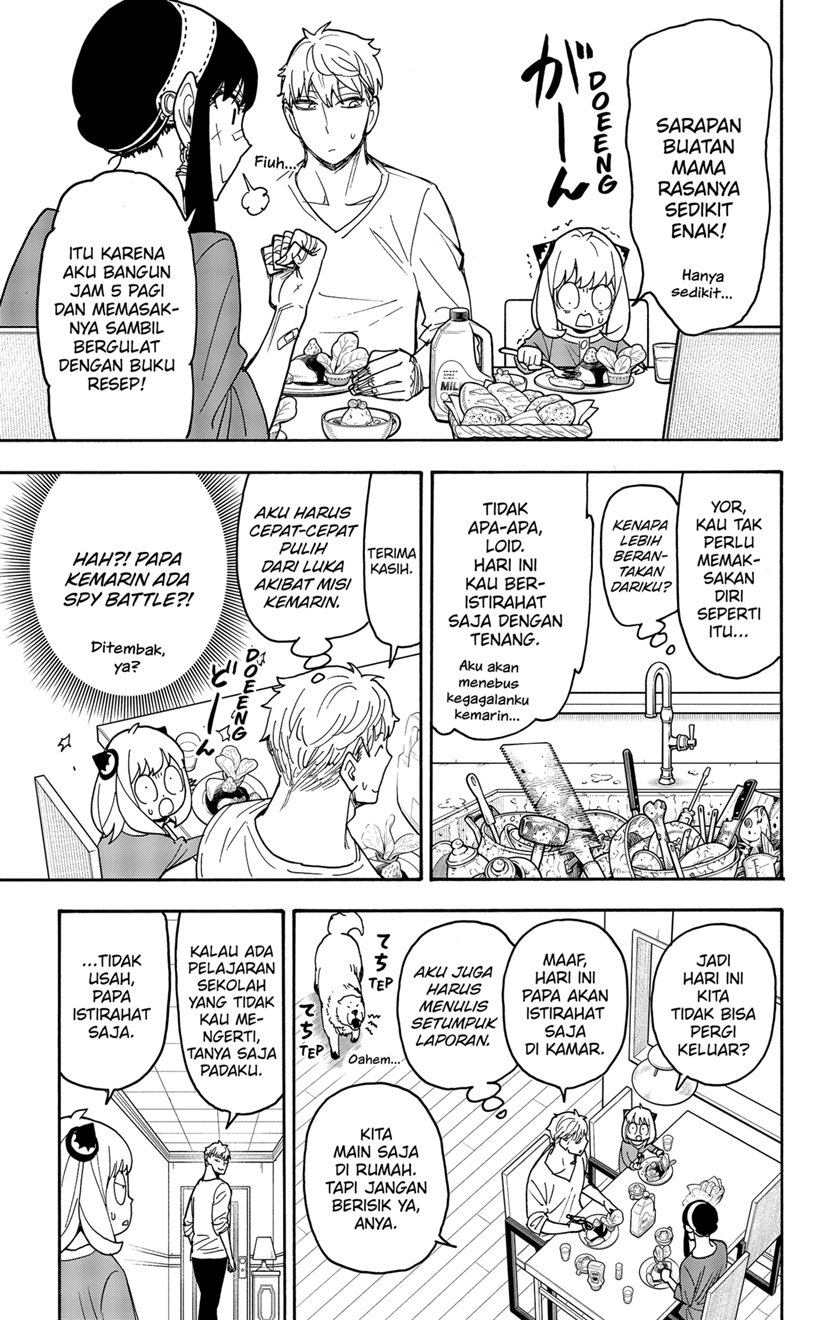 SARAPAN
BUATAN
MAMA
RASANYA
SEDIKIT
ENAK!
Hanya
sedikit...
がーん
DOEENG
Fiuh...
ITU KARENA
AKU BANGUN
JAM 5 PAGI
DAN MEMASAK-
NYA SAMBIL
BERGULAT
DENGAN BUKU
RESEP!
MIL
YOR,
KAU TAK
PERLU
MEMAK-
SAKAN
DIRI
SEPERTI
ITU...
KENAPA
LEBIH
BERAN-
TAKAN
DARIKU?
TIDAK
APA-APA,
LOID.
HARI INI
KAU BER-
ISTIRAHAT
SAJA DENGAN
TENANG.
Aku akan
menebus
kegagalanku
kemarin...
TERIMA
KASIH.
AKU HARUS
CEPAT-CEPAT
PULIH
DARI LUKA
AKIBAT MISI
KEMARIN.
HAH?! PAPA
KEMARIN ADA
SPY BATTLE?!
Ditembak,
ya?
DOEENG
どーん
JADI
HARI INI
KITA
TIDAK BISA
PERGI
KELUAR?
MAAF,
HARI INI
PAPA AKAN
ISTIRAHAT
SAJA
DI KAMAR.
AKU JUGA
HARUS
MENULIS
SETUMPUK
LAPORAN.
てち
TEP
てち
TEP
Oahem...
KITA
MAIN SAJA
DI RUMAH.
TAPI JANGAN
BERISIK YA,
ANYA.
KALAU ADA
PELAJARAN
SEKOLAH
YANG TIDAK
KAU ME-
NGERTI,
TANYA SAJA
PADAKU.
...TIDAK
USAH,
PAPA
ISTIRAHAT
SAJA.